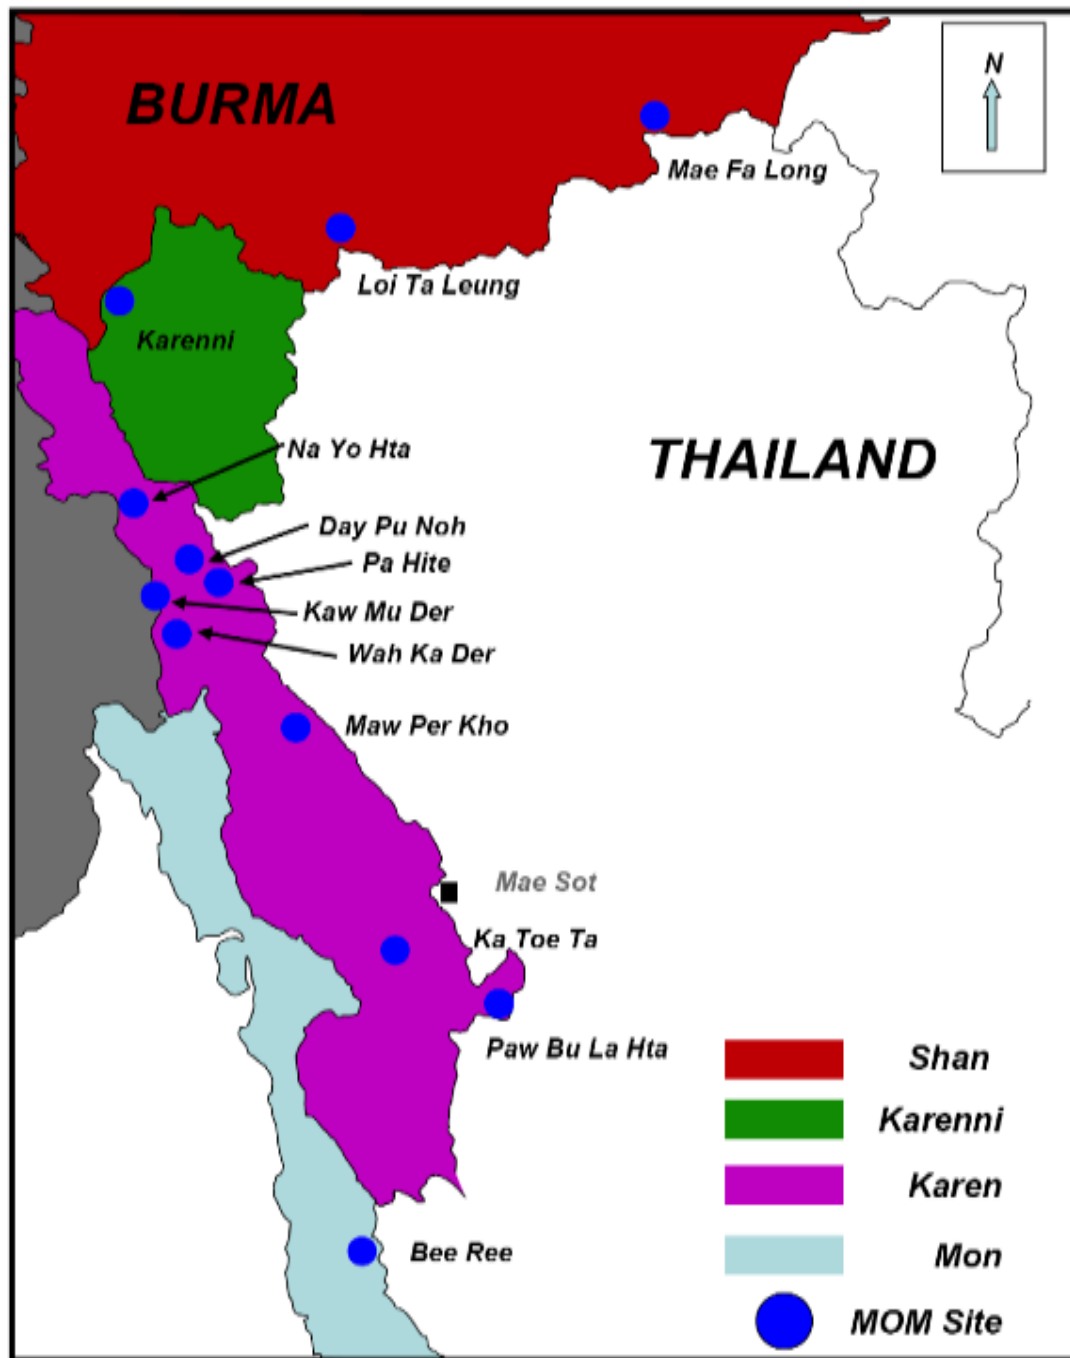 N
BURMA
Mae Fa Long
Loi Ta Leung
Karenni
Na Yo Hta
THAILAND
Day Pu Noh
Pa Hite
Kaw Mu Der
Wah Ka Der
Maw Per Kho
Mae Sot
Ka Toe Ta
Paw Bu La Hta
Shan
Karenni
Karen
Bee Ree
Mon
MOM Site